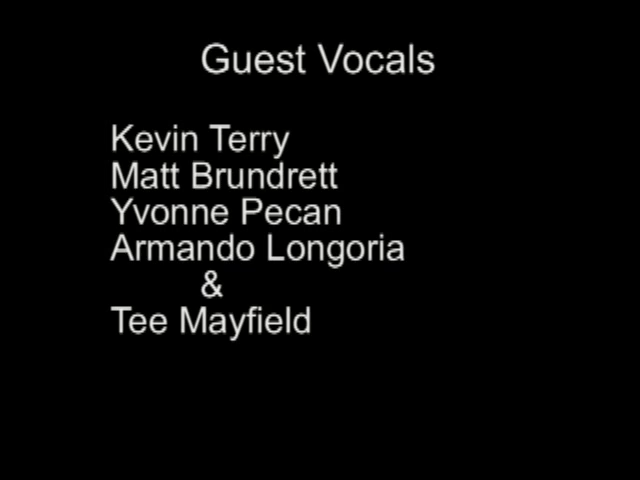 Guest Vocals
Kevin Terry
Matt Brundrett
Yvonne Pecan
Armando Longoria
&
Tee Mayfield